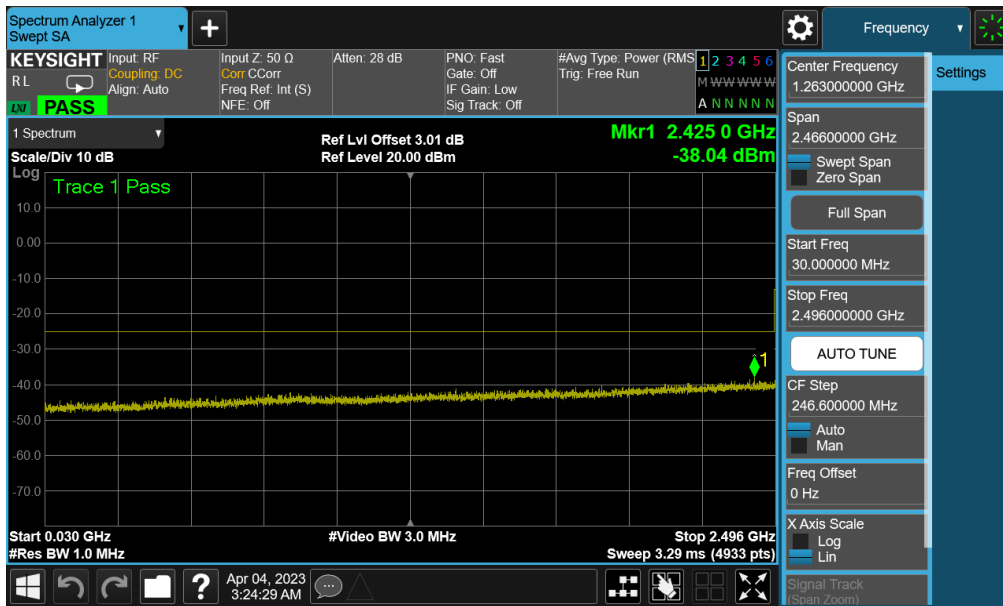 Spectrum Analyzer 1
Swept SA
+
Frequency
KEYSIGHT
R L
LXI
PASS
Input: RF
Coupling: DC
Align: Auto
Input Z: 50 Ω
Corr CCorr
Freq Ref: Int (S)
NFE: Off
Atten: 28 dB
PNO: Fast
Gate: Off
IF Gain: Low
Sig Track: Off
#Avg Type: Power (RMS
Trig: Free Run
1 2 3 4 5 6
M W W W W W
A N N N N N
1 Spectrum
Scale/Div 10 dB
Ref Lvl Offset 3.01 dB
Ref Level 20.00 dBm
Mkr1 2.425 0 GHz
-38.04 dBm
Log
Trace 1 Pass
10.0
0.00
-10.0
-20.0
-30.0
-40.0
-50.0
-60.0
-70.0
1
Start 0.030 GHz
#Res BW 1.0 MHz
#Video BW 3.0 MHz
Stop 2.496 GHz
Sweep 3.29 ms (4933 pts)
?
Apr 04, 2023
3:24:29 AM
Center Frequency
1.263000000 GHz
Span
2.46600000 GHz
Swept Span
Zero Span
Full Span
Start Freq
30.000000 MHz
Stop Freq
2.496000000 GHz
AUTO TUNE
CF Step
246.600000 MHz
Auto
Man
Freq Offset
0 Hz
X Axis Scale
Log
Lin
Signal Track
(Span Zoom)
Settings